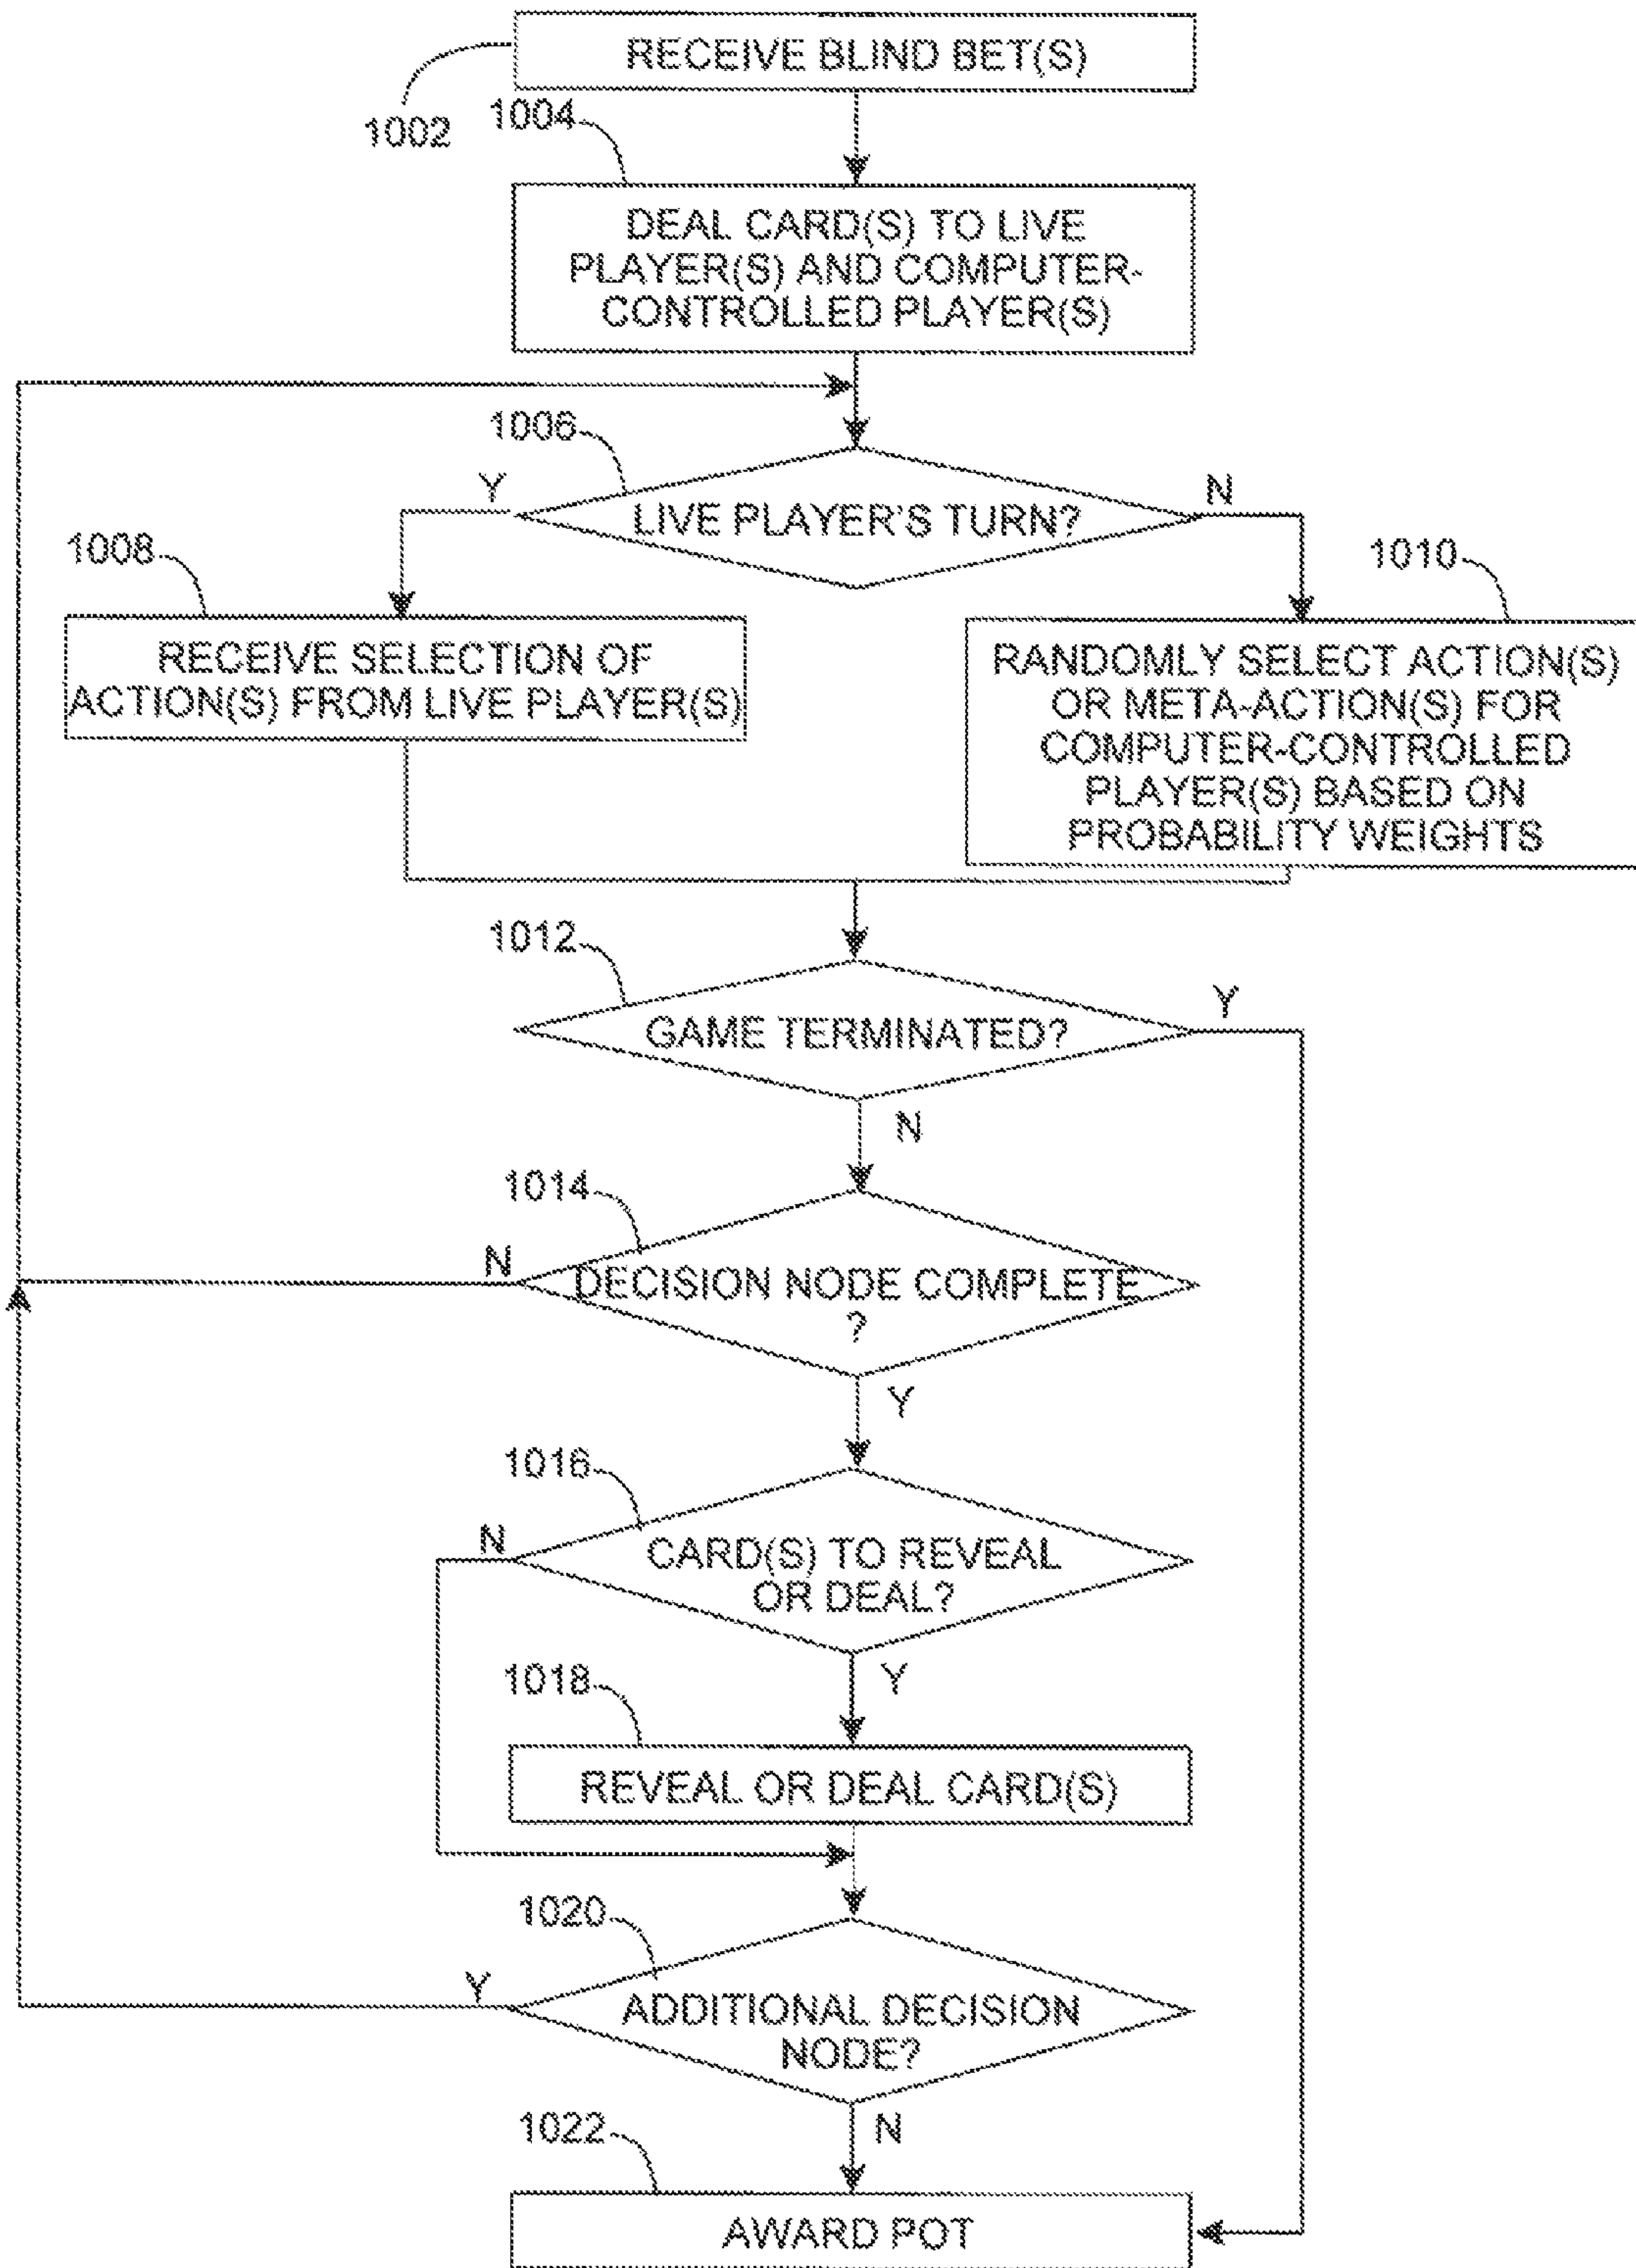 RECEIVE BLIND BET(S)
1002
1004
DEAL CARD(S) TO LIVE
PLAYER(S) AND COMPUTER-
CONTROLLED PLAYER(S)
1006
Y
LIVE PLAYER'S TURN?
N
1008
RECEIVE SELECTION OF
ACTION(S) FROM LIVE PLAYER(S)
1010
RANDOMLY SELECT ACTION(S)
OR META-ACTION(S) FOR
COMPUTER-CONTROLLED
PLAYER(S) BASED ON
PROBABILITY WEIGHTS
1012
GAME TERMINATED?
Y
N
1014
N
DECISION NODE COMPLETE
?
Y
1016
N
CARD(S) TO REVEAL
OR DEAL?
Y
1018
REVEAL OR DEAL CARD(S)
1020
Y
ADDITIONAL DECISION
NODE?
N
1022
AWARD POT